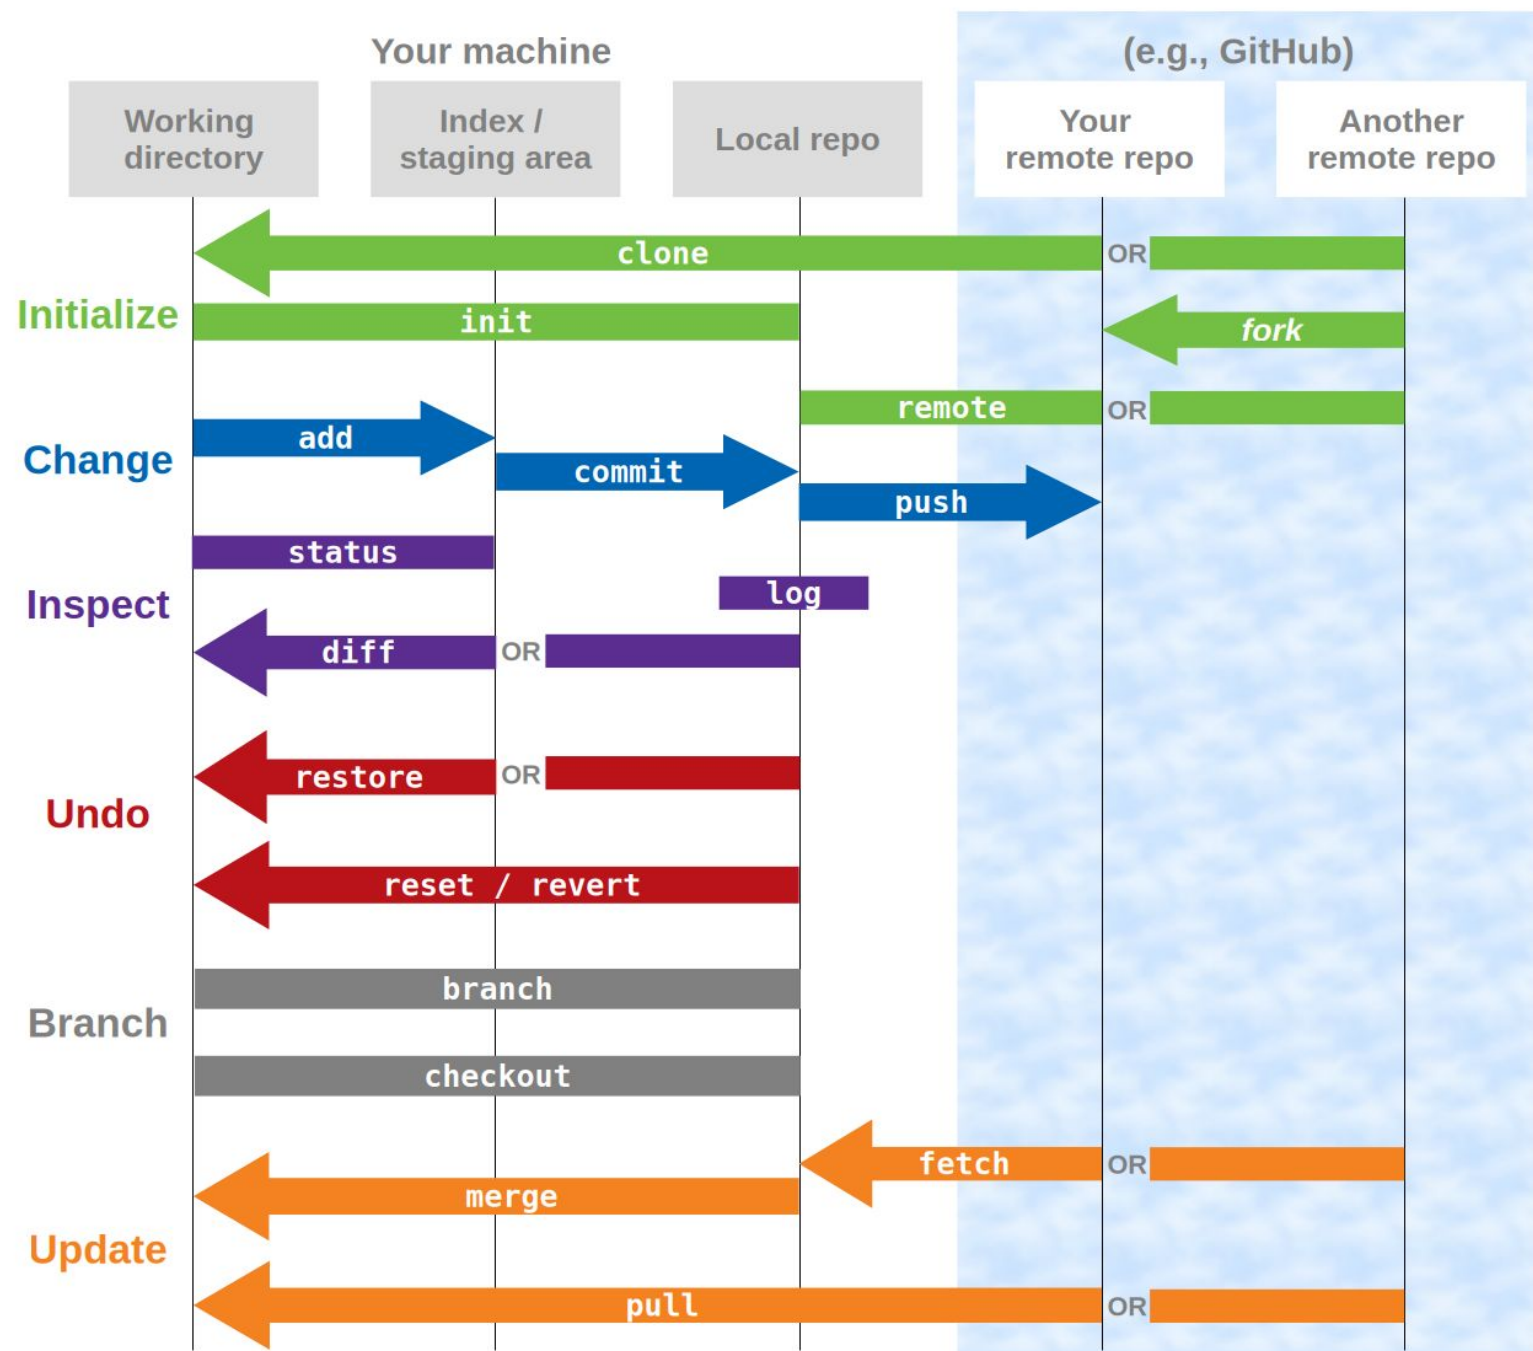 Your machine
(e.g., GitHub)
Working
directory
Index /
staging area
Local repo
Your
remote repo
Another
remote repo
clone
OR
Initialize
init
fork
remote
OR
Change
add
commit
push
status
Inspect
log
diff
OR
restore
OR
Undo
reset / revert
branch
Branch
checkout
fetch
OR
merge
Update
pull
OR